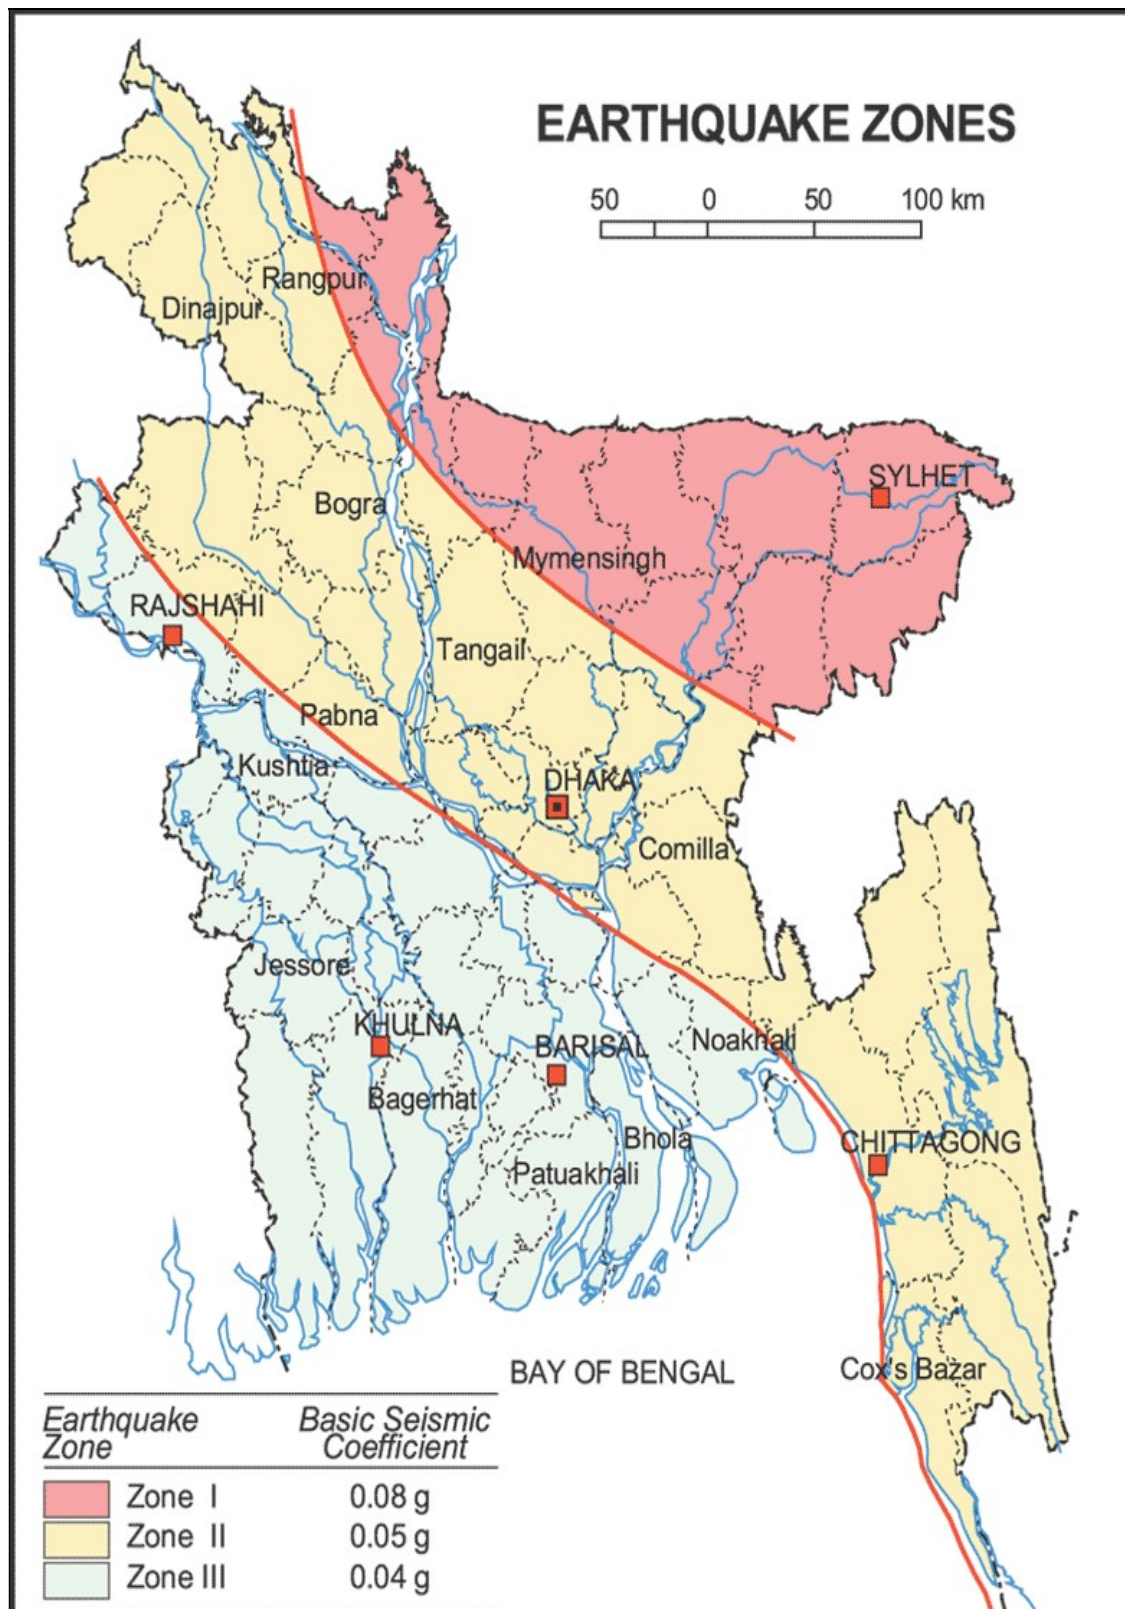 EARTHQUAKE ZONES
50 0 50 100 km
Rangpur
Dinajpur
SYLHET
Bogra
Mymensingh
RAJSHAHI
Tangail
Pabna
Kushtia
DHAKA
Comilla
Jessore
KHULNA
BARISAL
Noakhali
Bagerhat
Bhola
CHITTAGONG
Patuakhali
BAY OF BENGAL
Cox's Bazar
Earthquake Zone
Basic Seismic Coefficient
Zone I 0.08 g
Zone II 0.05 g
Zone III 0.04 g